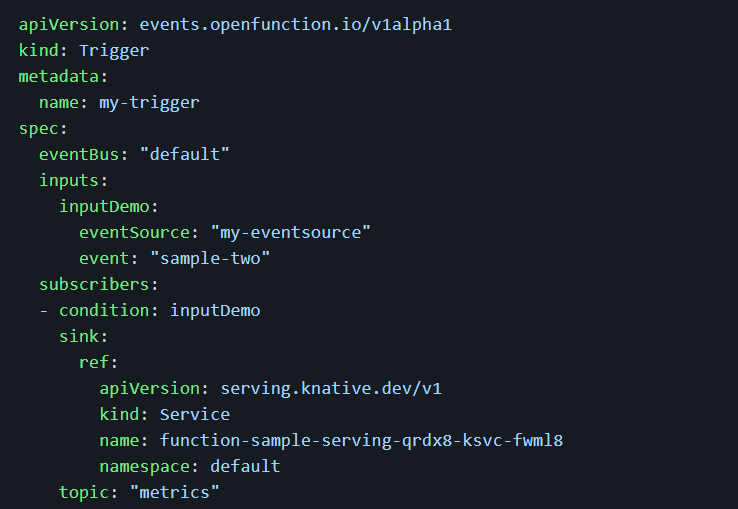 apiVersion: events.openfunction.io/v1alpha1
kind: Trigger
metadata:
  name: my-trigger
spec:
  eventBus: "default"
  inputs:
    inputDemo:
      eventSource: "my-eventsource"
      event: "sample-two"
  subscribers:
  - condition: inputDemo
    sink:
      ref:
        apiVersion: serving.knative.dev/v1
        kind: Service
        name: function-sample-serving-qrdx8-ksvc-fwml8
        namespace: default
    topic: "metrics"